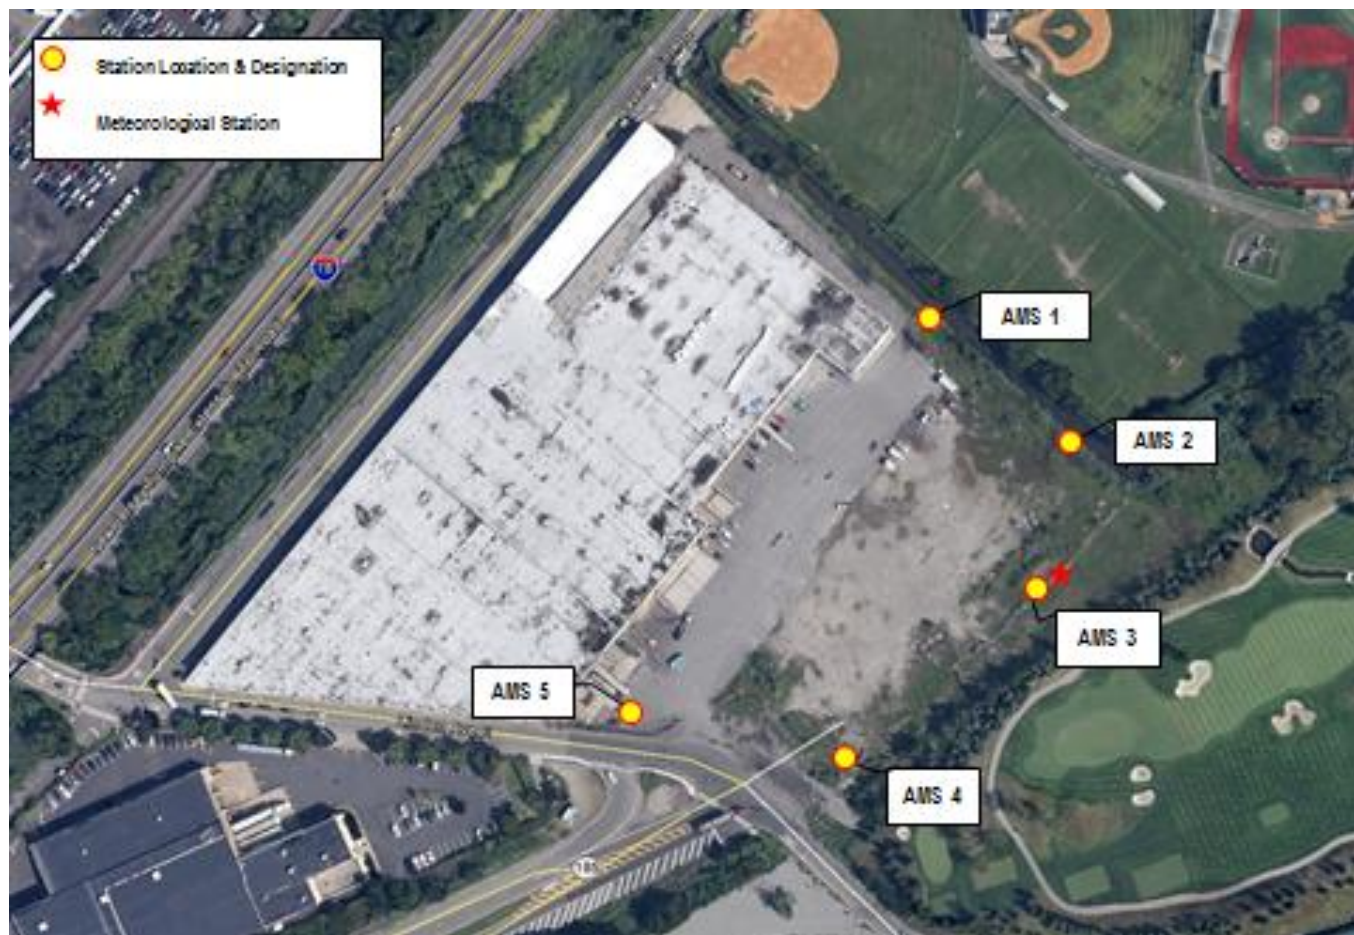 Station Location & Designation
Meteorological Station
AMS 1
AMS 2
AMS 3
AMS 5
AMS 4